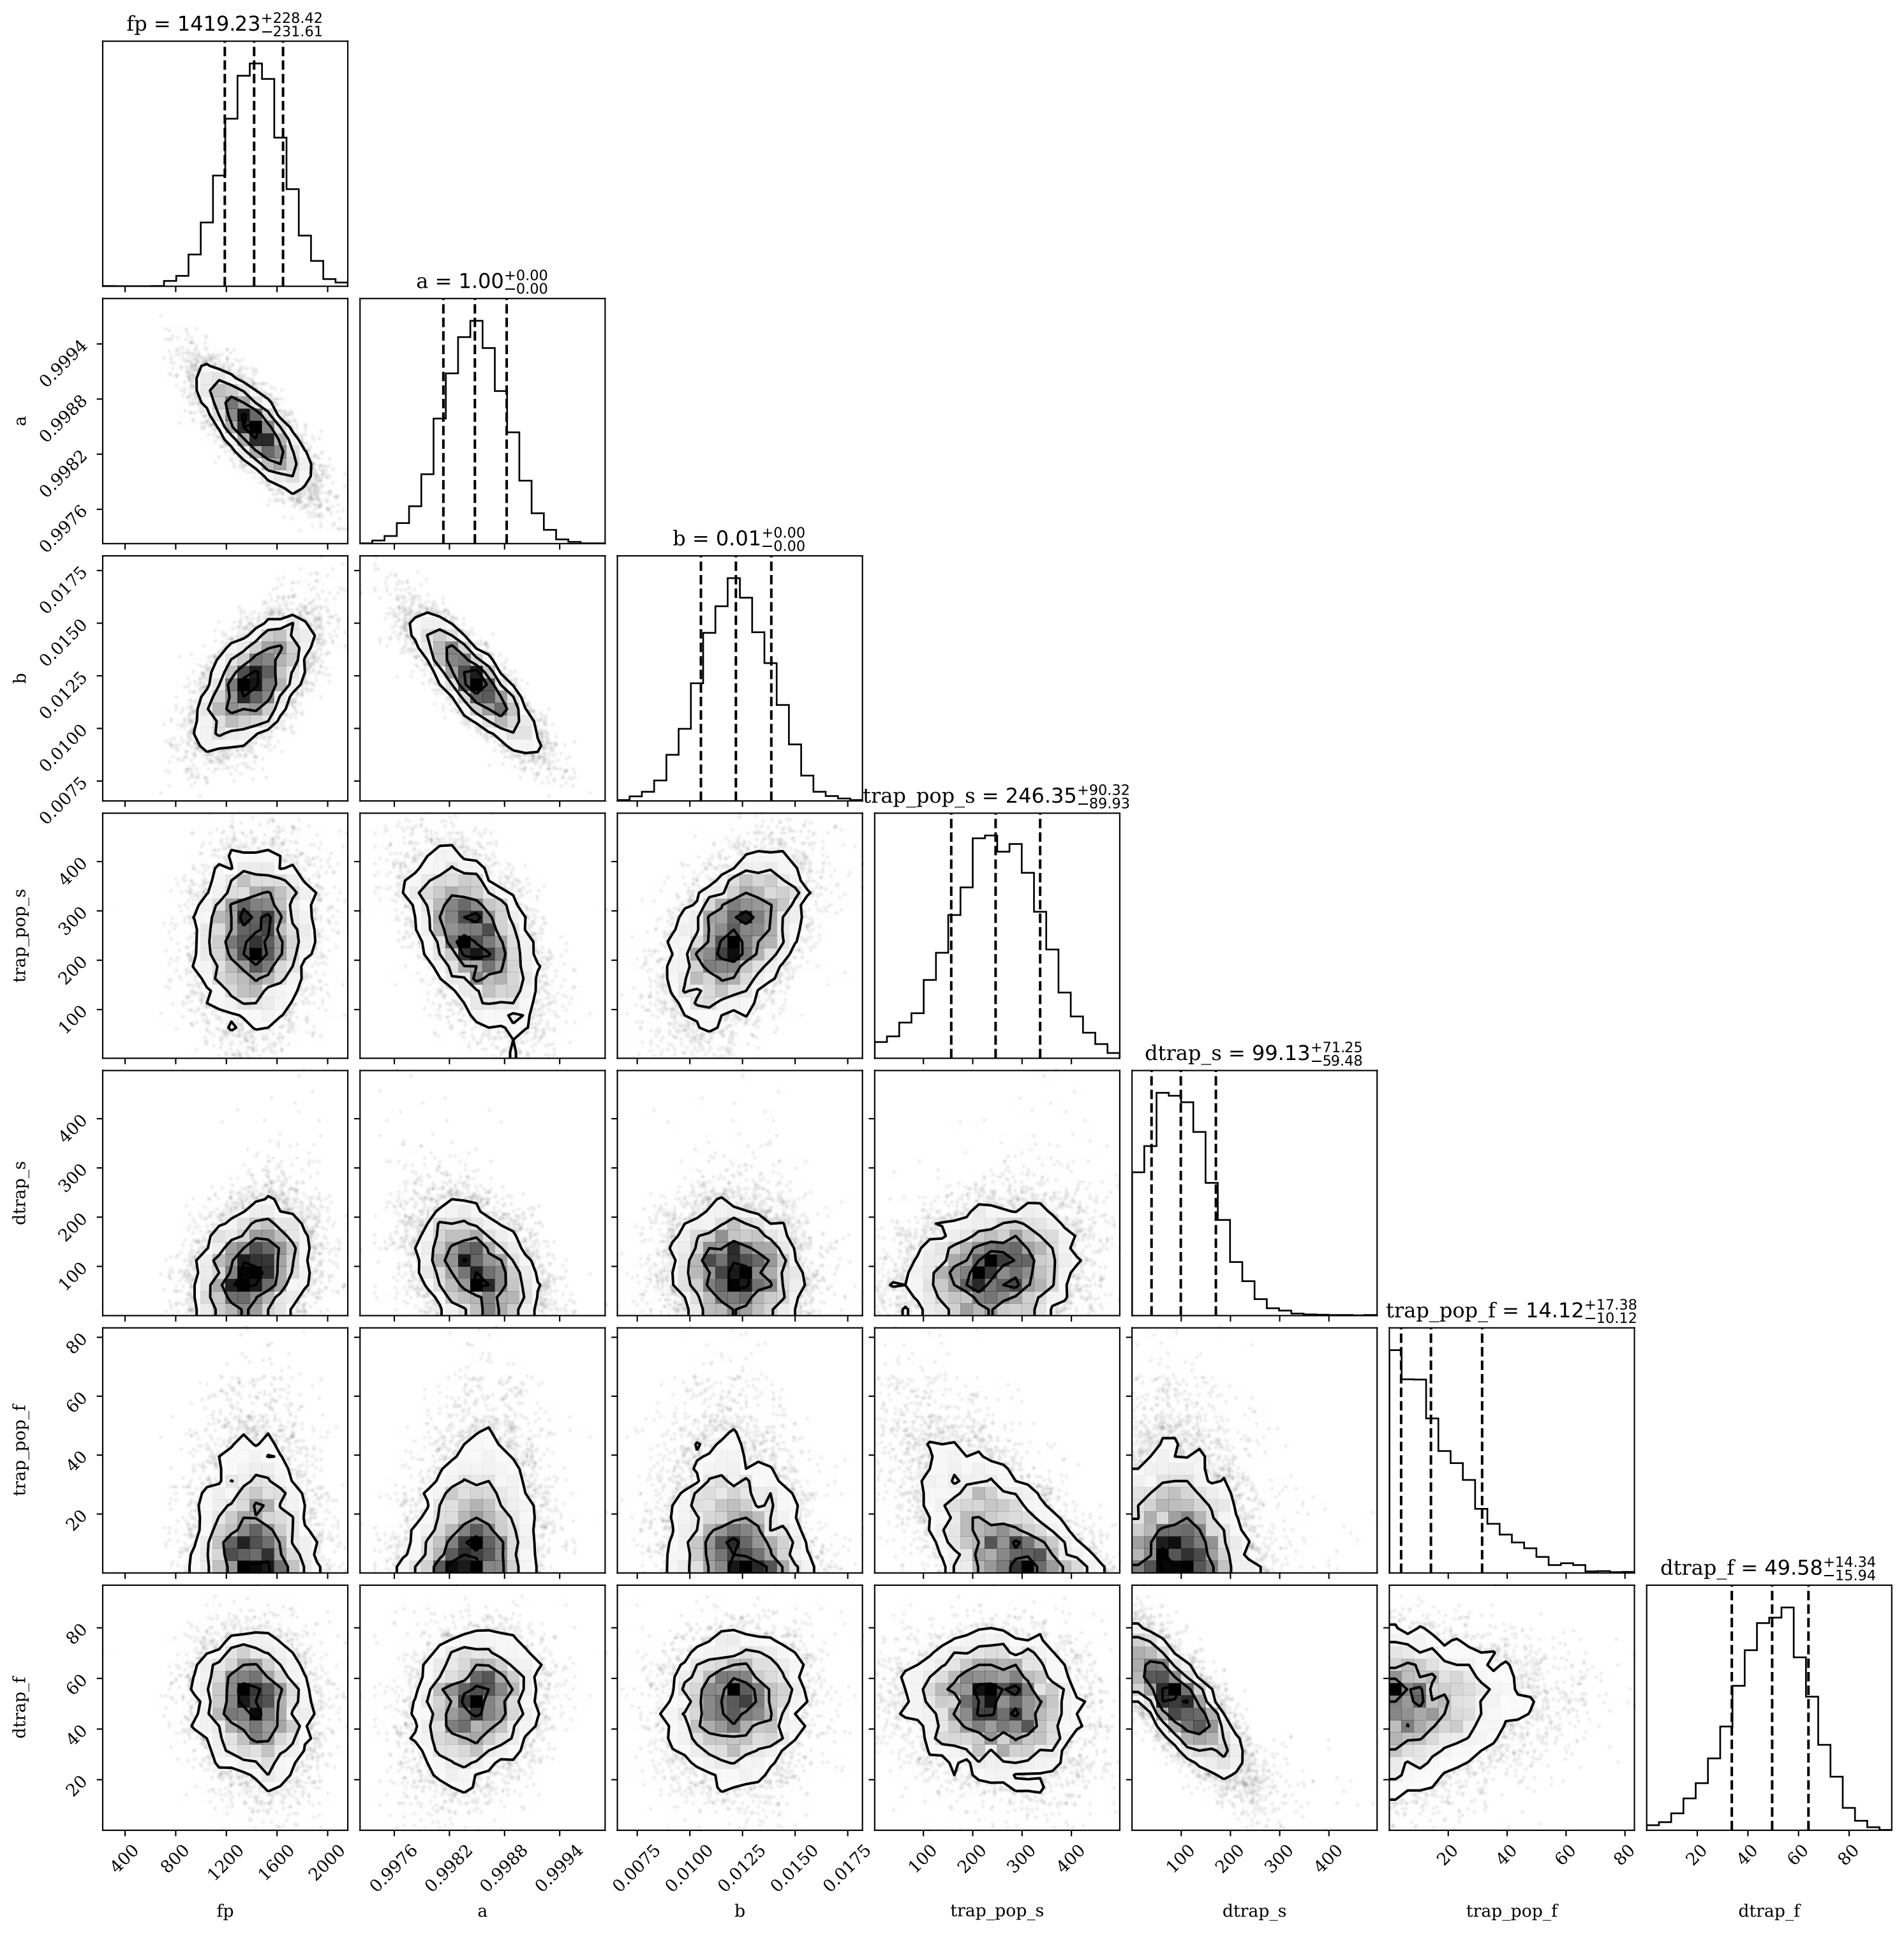 fp = 1419.23 +228.42 −231.61
a = 1.00 +0.00 −0.00
0.9994
0.9988
0.9982
0.9976
a
b = 0.01 +0.00 −0.00
0.0175
0.0150
0.0125
0.0100
0.0075
b
trap_pop_s = 246.35 +90.32 −89.93
400
300
200
100
trap_pop_s
dtrap_s = 99.13 +71.25 −59.48
400
300
200
100
dtrap_s
trap_pop_f = 14.12 +17.38 −10.12
80
60
40
20
trap_pop_f
dtrap_f = 49.58 +14.34 −15.94
80
60
40
20
dtrap_f
400 800 1200 1600 2000 0.9976 0.9982 0.9988 0.9994 0.0075 0.0100 0.0125 0.0150 0.0175 100 200 300 400 100 200 300 400 20 40 60 80 20 40 60 80
fp a b trap_pop_s dtrap_s trap_pop_f dtrap_f